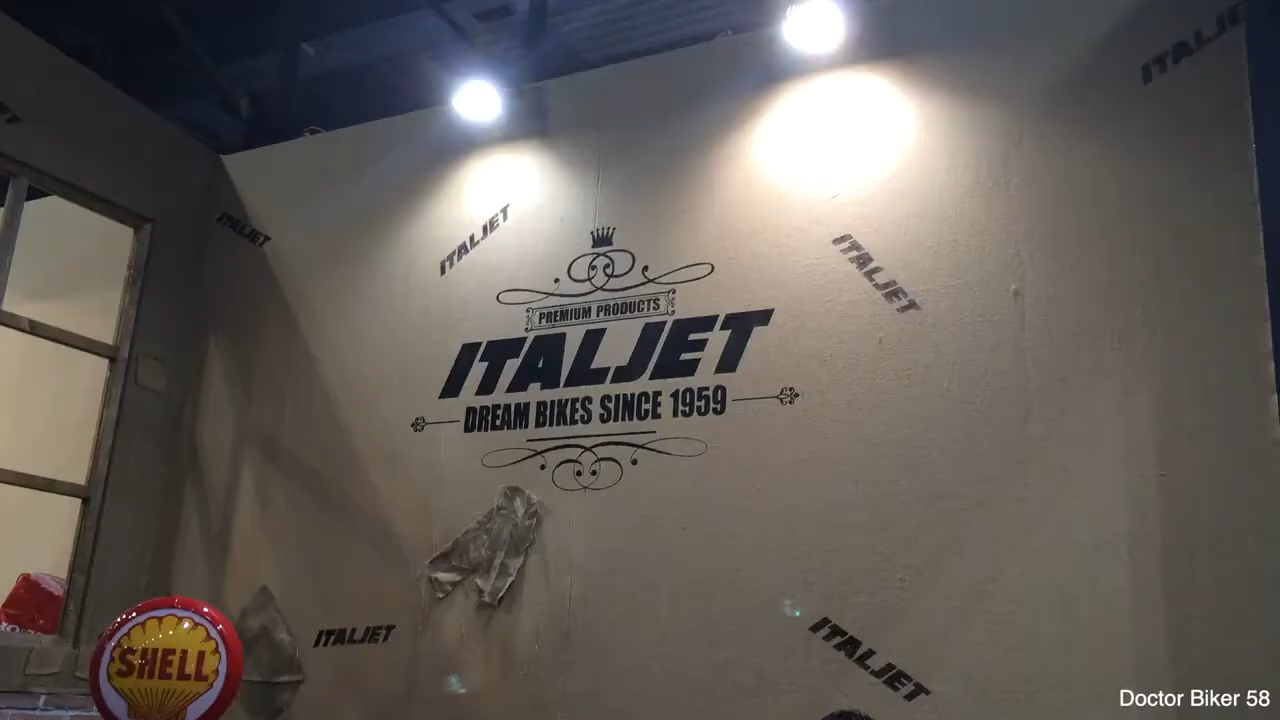 ITALJET
ITALJET
ITALJET
ITALJET
PREMIUM PRODUCTS
ITALJET
DREAM BIKES SINCE 1959
ITALJET
ITALJET
SHELL
Doctor Biker 58